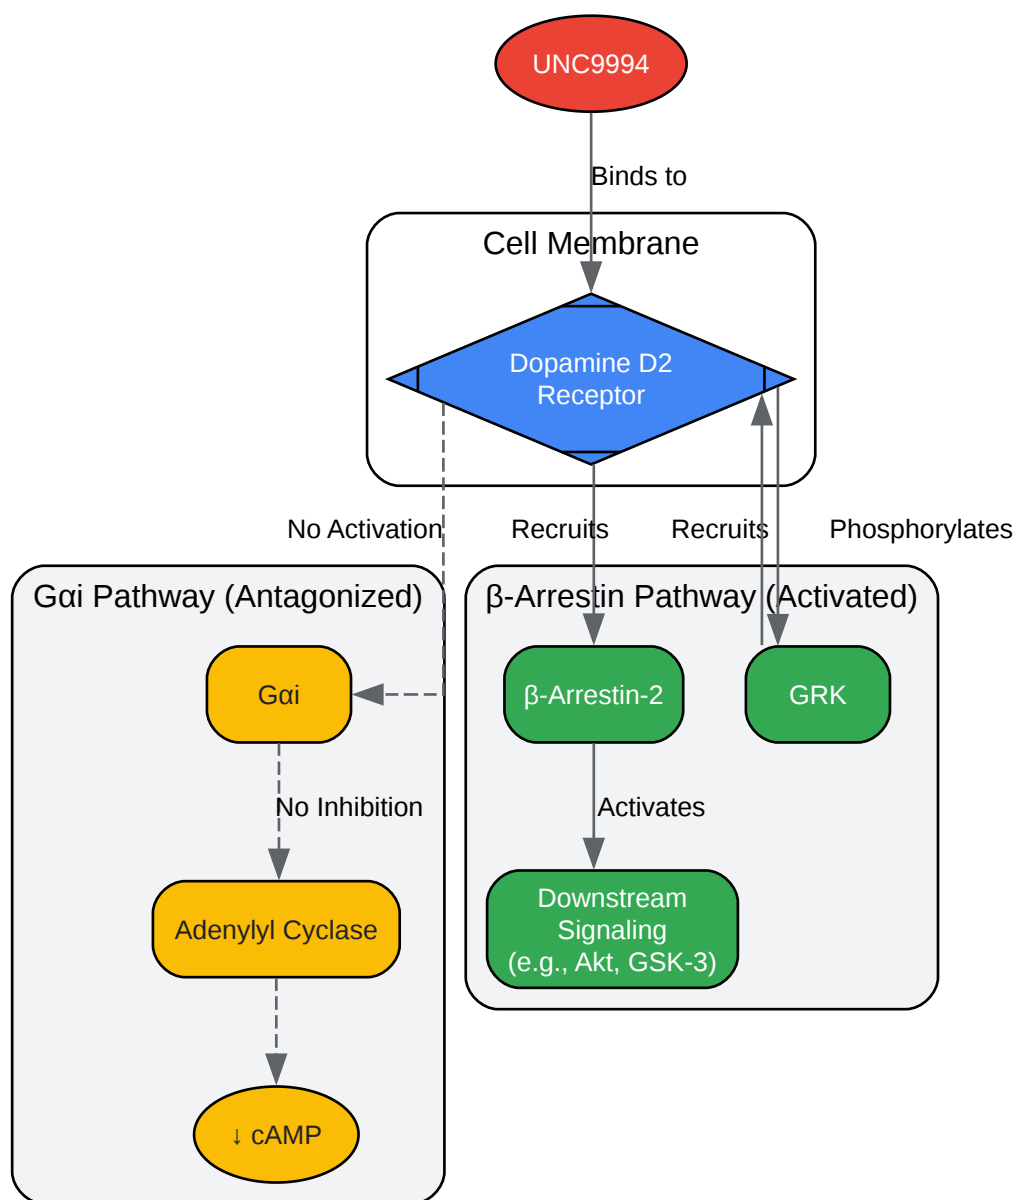 UNC9994
Binds to
Cell Membrane
Dopamine D2
Receptor
No Activation
Recruits
Recruits
Phosphorylates
Gαi Pathway (Antagonized)
β-Arrestin Pathway (Activated)
Gαi
β-Arrestin-2
GRK
No Inhibition
Activates
Adenylyl Cyclase
Downstream
Signaling
(e.g., Akt, GSK-3)
↓ cAMP